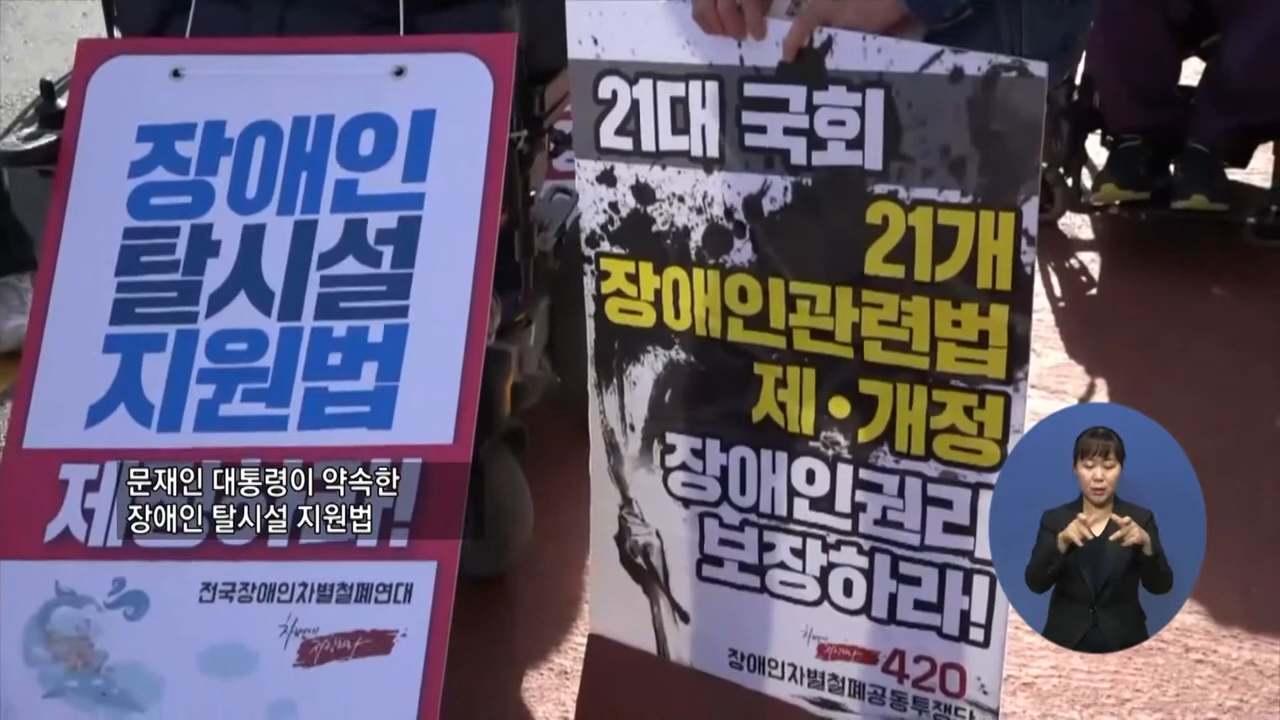 장애인
탈시설
지원법
제정하라!
전국장애인차별철폐연대
21대 국회
21개
장애인관련법
제·개정
장애인권리
보장하라!
420
장애인차별철폐공동투쟁단
문재인 대통령이 약속한
장애인 탈시설 지원법